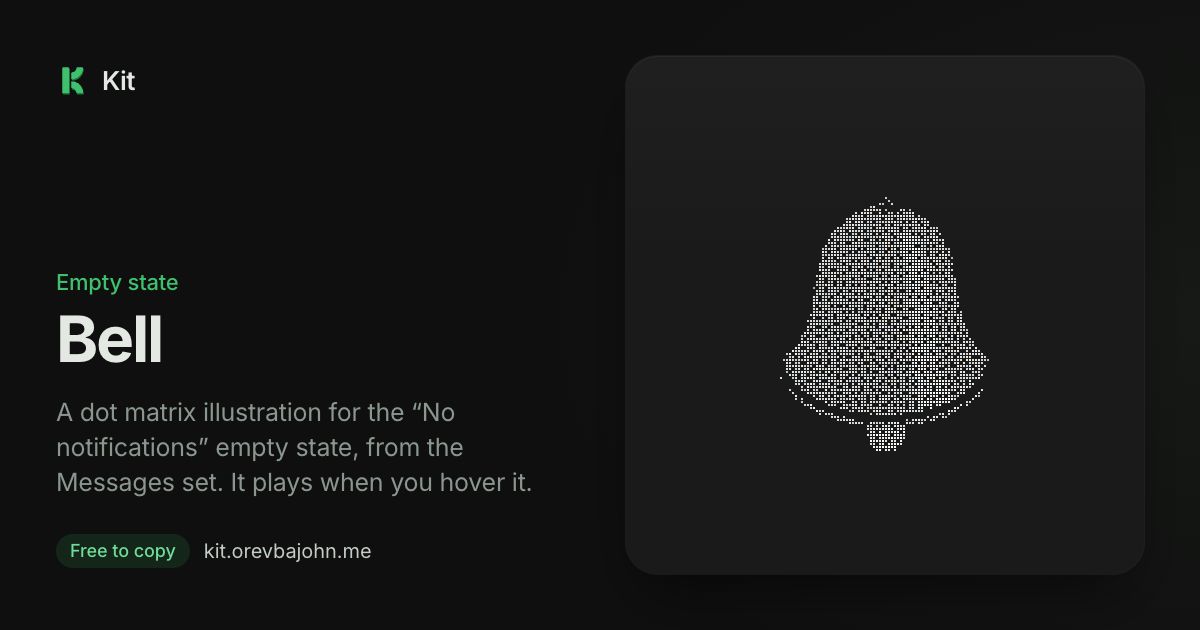 Kit
Empty state
Bell
A dot matrix illustration for the “No
notifications” empty state, from the
Messages set. It plays when you hover it.
Free to copy
kit.orevbajohn.me